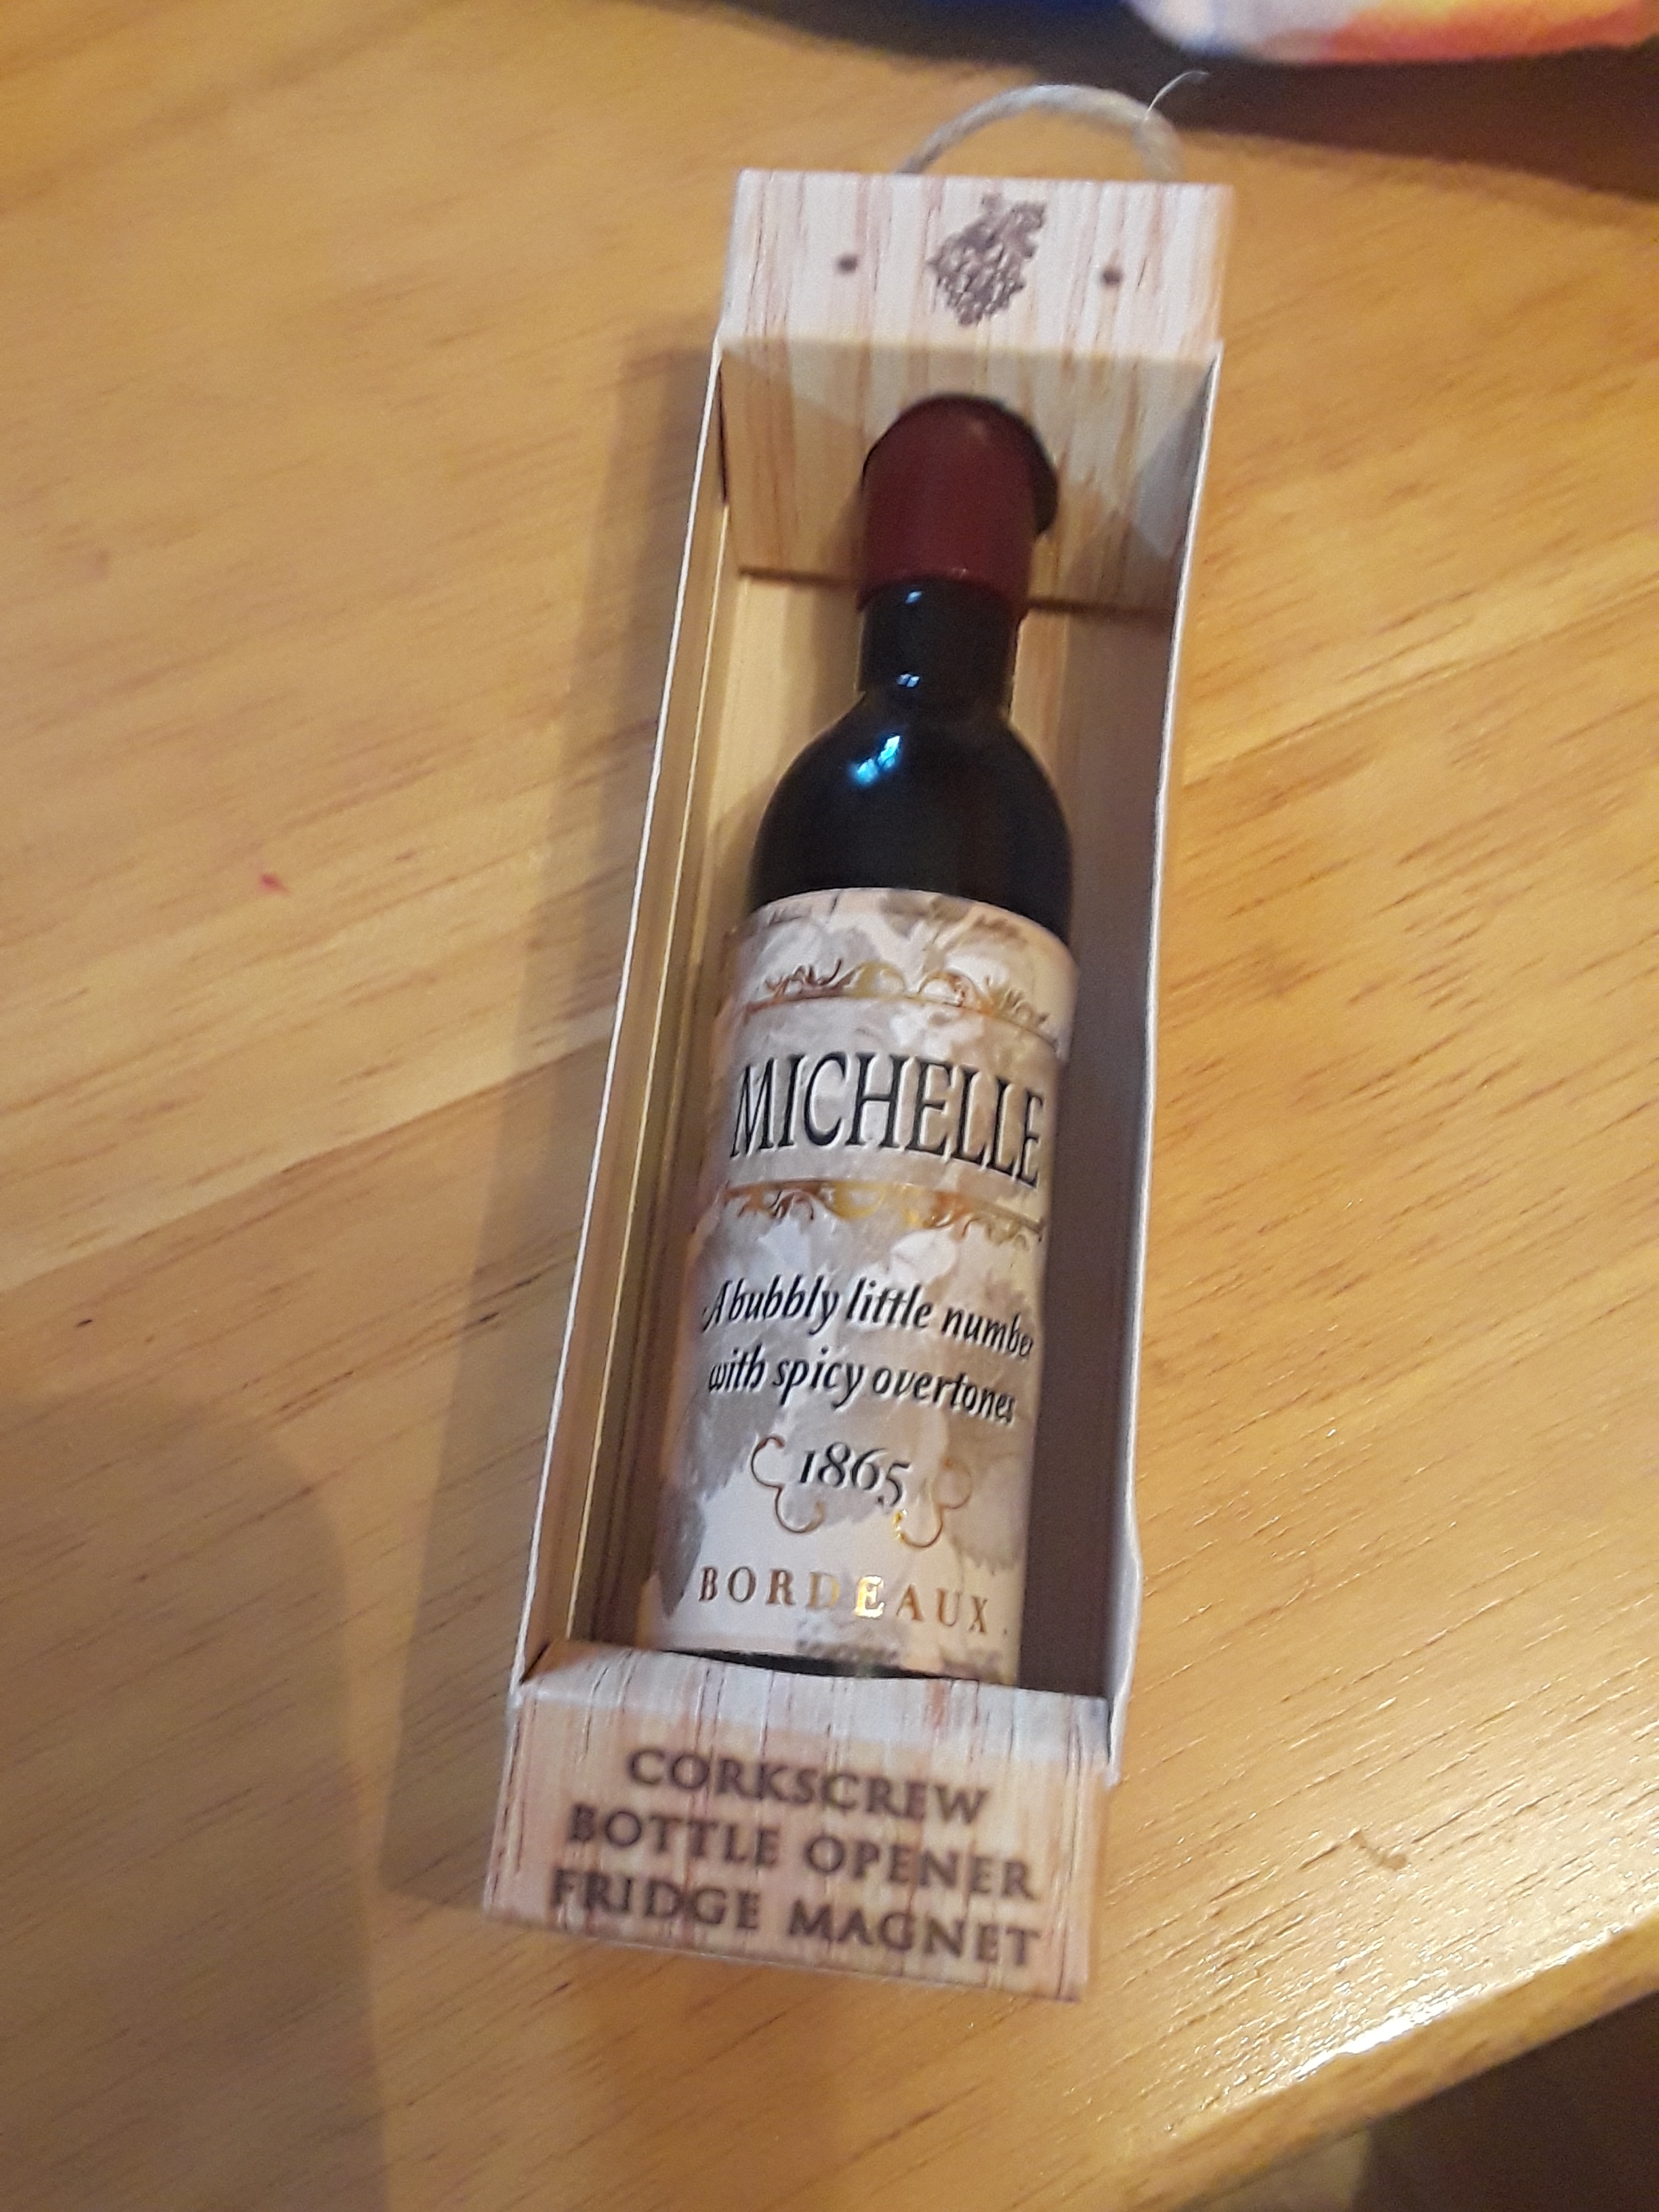 MICHELLE
A bubbly little number
with spicy overtones
1865
BORDEAUX
CORKSCREW
BOTTLE OPENER
FRIDGE MAGNET